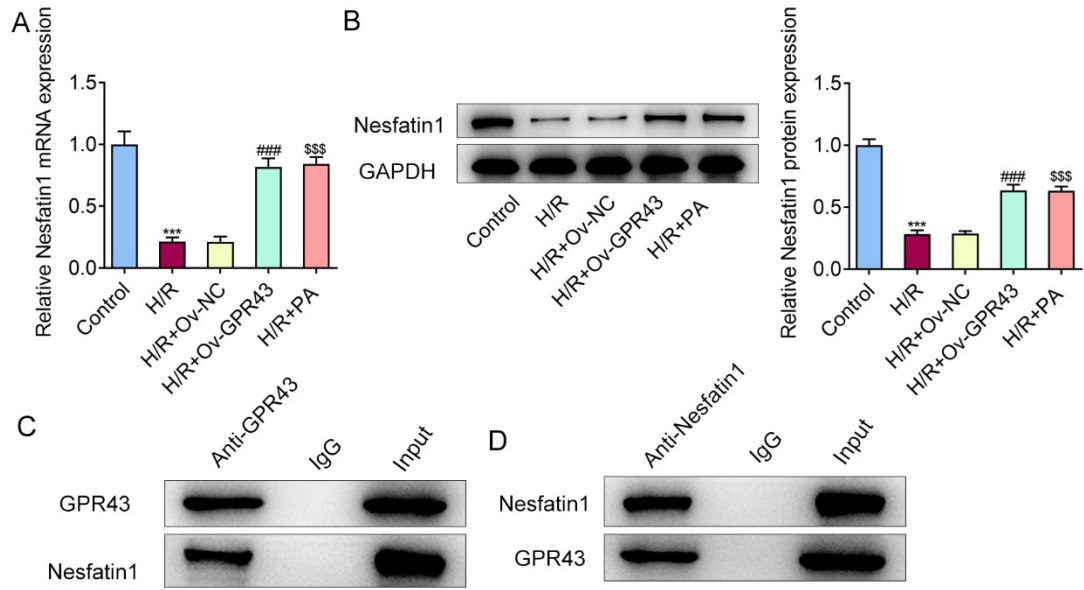 A
Relative Nesfatin1 mRNA expression
1.5
1.0
0.5
0.0
***
###
$$$
Control
H/R
H/R+Ov-NC
H/R+Ov-GPR43
H/R+PA
B
Nesfatin1
GAPDH
Control
H/R
H/R+Ov-NC
H/R+Ov-GPR43
H/R+PA
Relative Nesfatin1 protein expression
1.5
1.0
0.5
0.0
***
###
$$$
Control
H/R
H/R+Ov-NC
H/R+Ov-GPR43
H/R+PA
C
Anti-GPR43
IgG
Input
GPR43
Nesfatin1
D
Anti-Nesfatin1
IgG
Input
Nesfatin1
GPR43